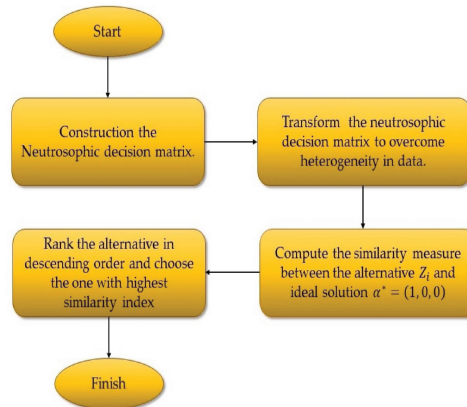 Start
Construction the
Neutrosophic decision matrix.
Transform the neutrosophic
decision matrix to overcome
heterogeneity in data.
Compute the similarity measure
between the alternative Z_i and
ideal solution α* = (1, 0, 0)
Rank the alternative in
descending order and choose
the one with highest
similarity index
Finish